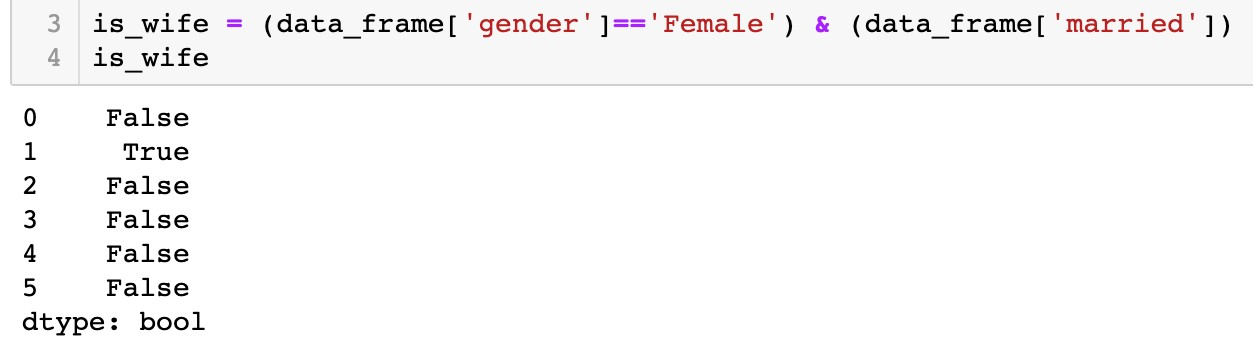 3 is_wife = (data_frame['gender']=='Female') & (data_frame['married'])
4 is_wife
0 False
1 True
2 False
3 False
4 False
5 False
dtype: bool